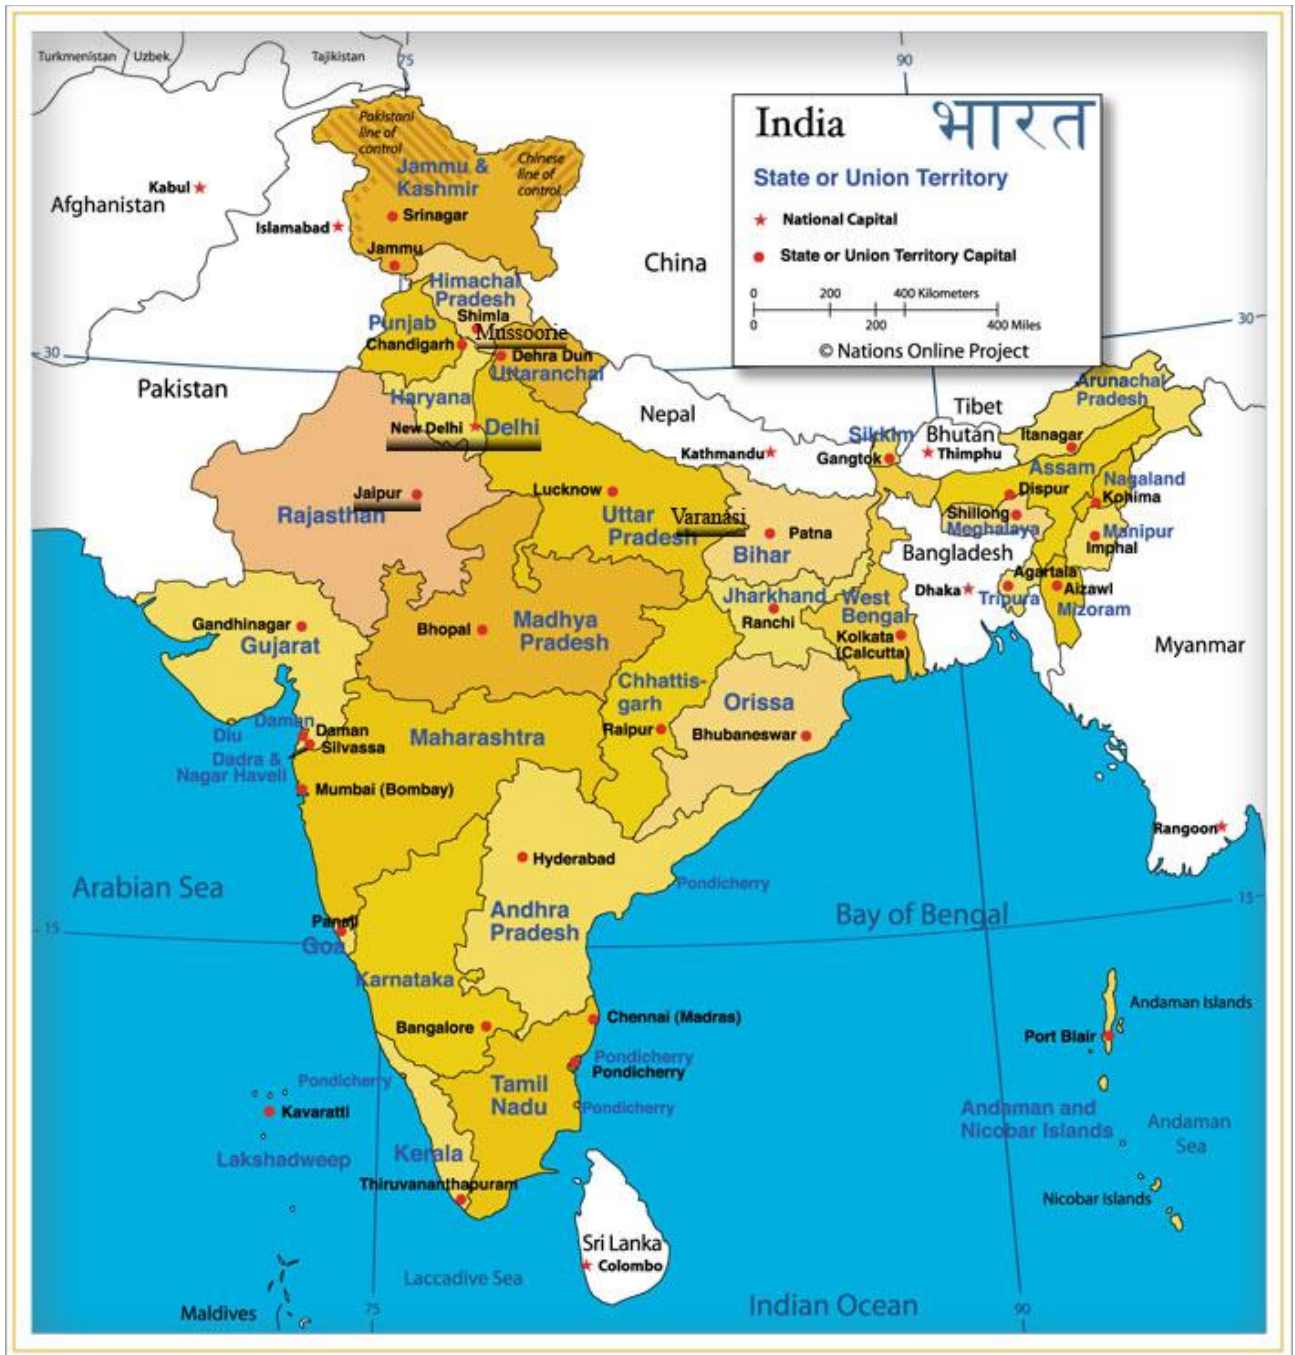 Turkmenistan
Uzbek.
Tajikistan
75
90
India
भारत
State or Union Territory
National Capital
State or Union Territory Capital
0 200 400 Kilometers
0 200 400 Miles
© Nations Online Project
Pakistani
line of
control
Chinese
line of
control
Jammu &
Kashmir
Kabul
Afghanistan
Srinagar
Islamabad
Jammu
China
Himachal
Pradesh
Shimla
Punjab
Mussoorie
Chandigarh
Dehra Dun
Uttaranchal
30
30
Pakistan
Haryana
New Delhi
Delhi
Nepal
Kathmandu
Tibet
Sikkim
Bhutan
Gangtok
Thimphu
Arunachal
Pradesh
Itanagar
Assam
Dispur
Nagaland
Kohima
Jaipur
Rajasthan
Lucknow
Uttar
Pradesh
Varanasi
Patna
Bihar
Shillong
Meghalaya
Manipur
Imphal
Bangladesh
Dhaka
Agartala
Tripura
Aizawl
Mizoram
Myanmar
Gandhinagar
Gujarat
Bhopal
Madhya
Pradesh
Jharkhand
Ranchi
West
Bengal
Kolkata
(Calcutta)
Chhattis-
garh
Raipur
Orissa
Bhubaneswar
Daman
Diu
Daman
Silvassa
Dadra &
Nagar Haveli
Maharashtra
Mumbai (Bombay)
Rangoon
Hyderabad
Arabian Sea
Pondicherry
Andhra
Pradesh
Bay of Bengal
15
15
Panaji
Goa
Karnataka
Bangalore
Chennai (Madras)
Andaman Islands
Port Blair
Pondicherry
Pondicherry
Pondicherry
Pondicherry
Tamil
Nadu
Kavaratti
Lakshadweep
Kerala
Thiruvananthapuram
Andaman and
Nicobar Islands
Andaman
Sea
Nicobar Islands
Sri Lanka
Colombo
Laccadive Sea
Maldives
Indian Ocean
75
90